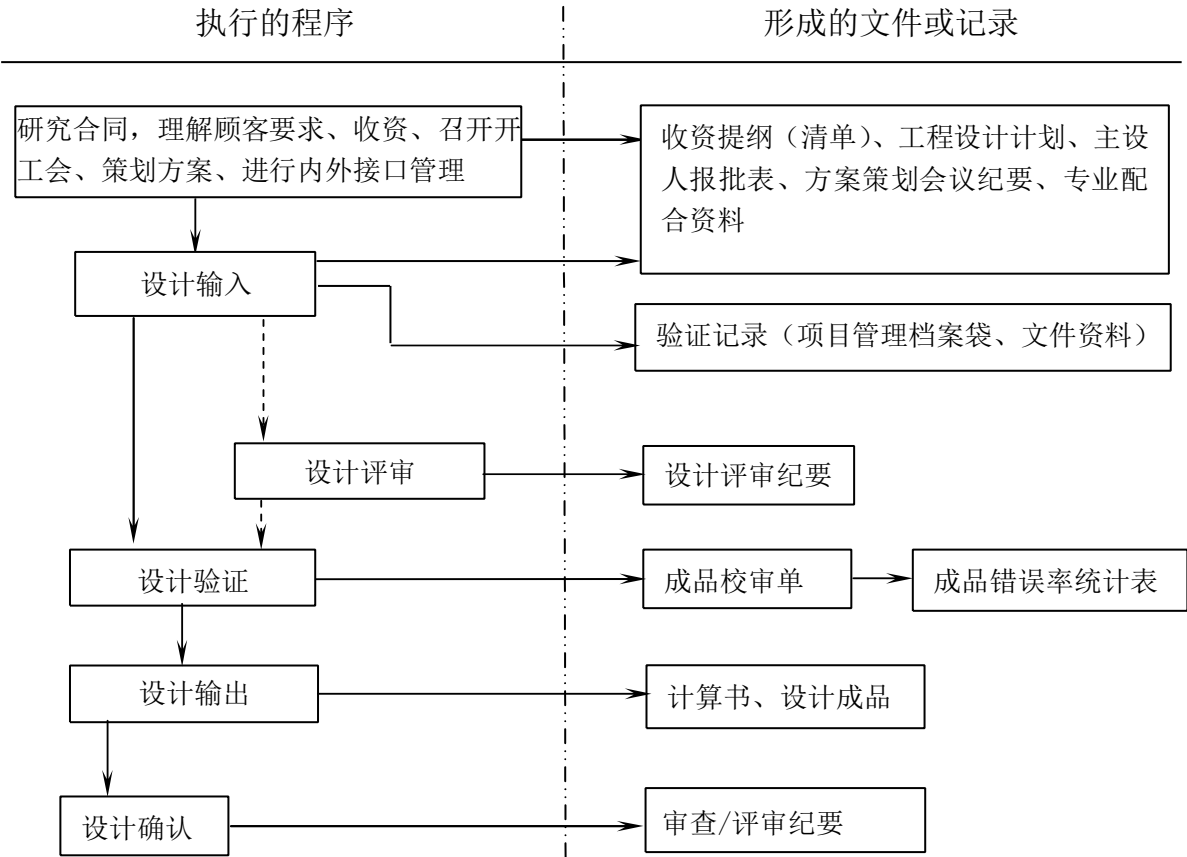 执行的程序
形成的文件或记录
研究合同，理解顾客要求、收资、召开开
工会、策划方案、进行内外接口管理
收资提纲（清单）、工程设计计划、主设
人报批表、方案策划会议纪要、专业配
合资料
设计输入
验证记录（项目管理档案袋、文件资料）
设计评审
设计评审纪要
设计验证
成品校审单
成品错误率统计表
设计输出
计算书、设计成品
设计确认
审查/评审纪要